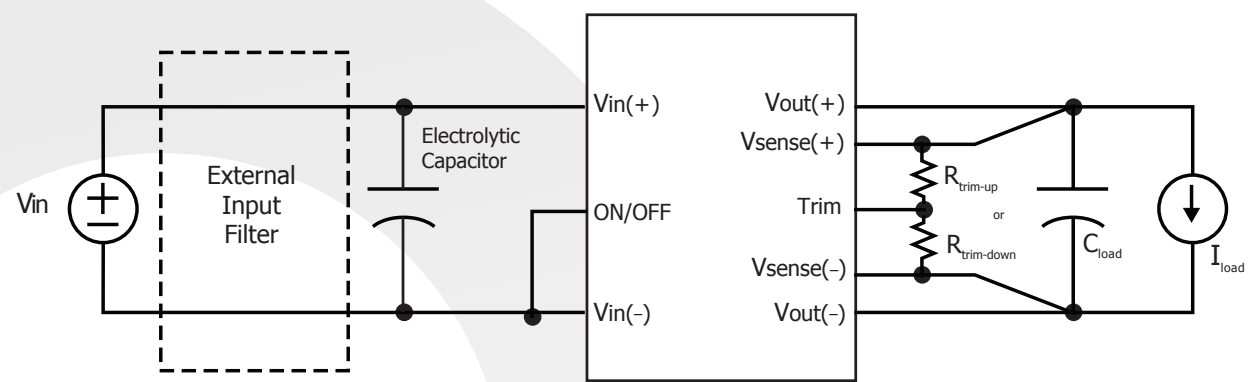 Vin
External
Input
Filter
Electrolytic
Capacitor
Vin(+)
ON/OFF
Vin(−)
Vout(+)
Vsense(+)
Trim
Vsense(−)
Vout(−)
Rtrim-up
or
Rtrim-down
Cload
Iload